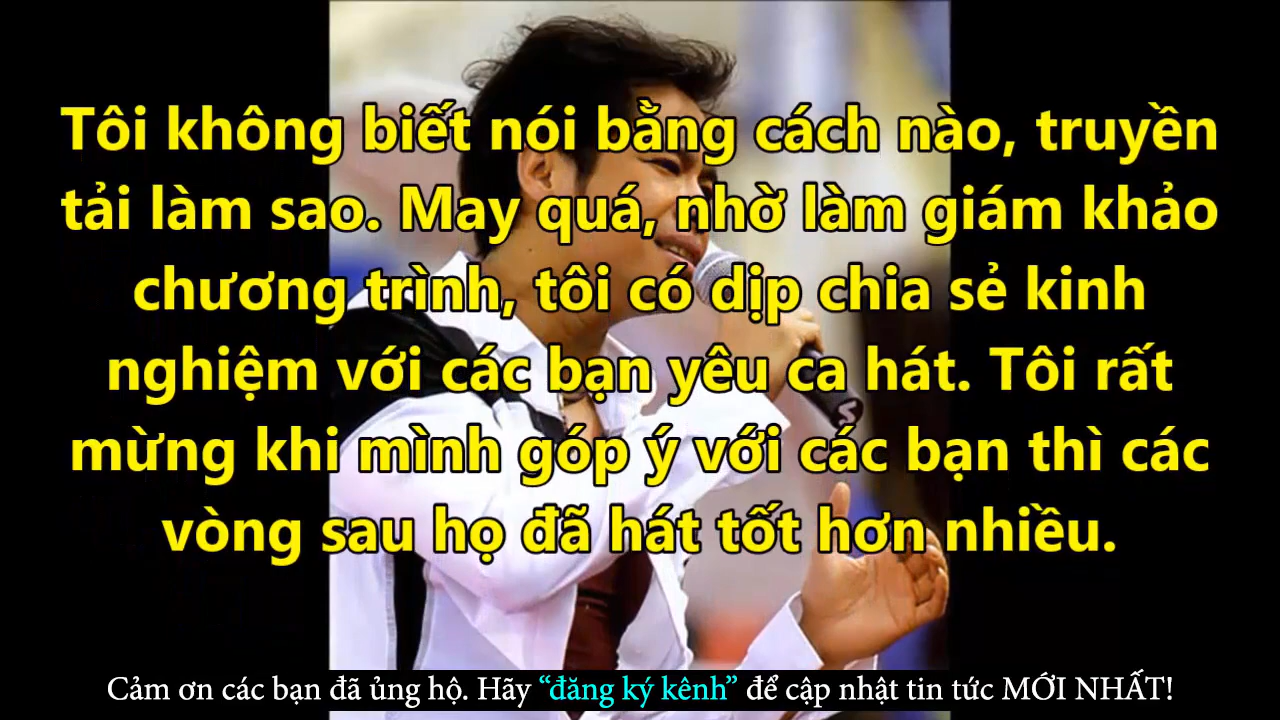 Tôi không biết nói bằng cách nào, truyền
tải làm sao. May quá, nhờ làm giám khảo
chương trình, tôi có dịp chia sẻ kinh
nghiệm với các bạn yêu ca hát. Tôi rất
mừng khi mình góp ý với các bạn thì các
vòng sau họ đã hát tốt hơn nhiều.
Cảm ơn các bạn đã ủng hộ. Hãy “đăng ký kênh” để cập nhật tin tức MỚI NHẤT!